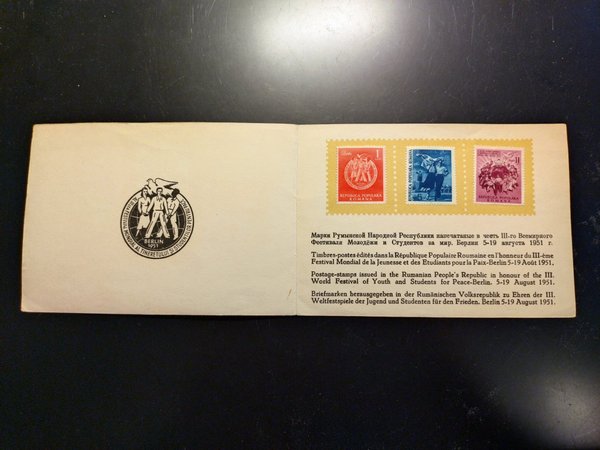 BERLIN
1951
REPUBLICA POPULARA
ROMANA
REPUBLICA POPULARA
ROMANA
Марки Румынской Народной Республики напечатаные в честь III-го Всемирного
Фестиваля Молодёжи и Студентов за мир. Берлин 5-19 августа 1951 г.
Timbres-postes édités dans la République Populaire Roumaine en l'honneur du III-ème
Festival Mondial de la Jeunesse et des Etudiants pour la Paix-Berlin 5-19 Août 1951.
Postage-stamps issued in the Rumanian People's Republic in honour of the III.
World Festival of Youth and Students for Peace-Berlin. 5-19 August 1951.
Briefmarken herausgegeben in der Rumänischen Volksrepublik zu Ehren der III.
Weltfestspiele der Jugend und Studenten für den Frieden. Berlin 5-19 August 1951.